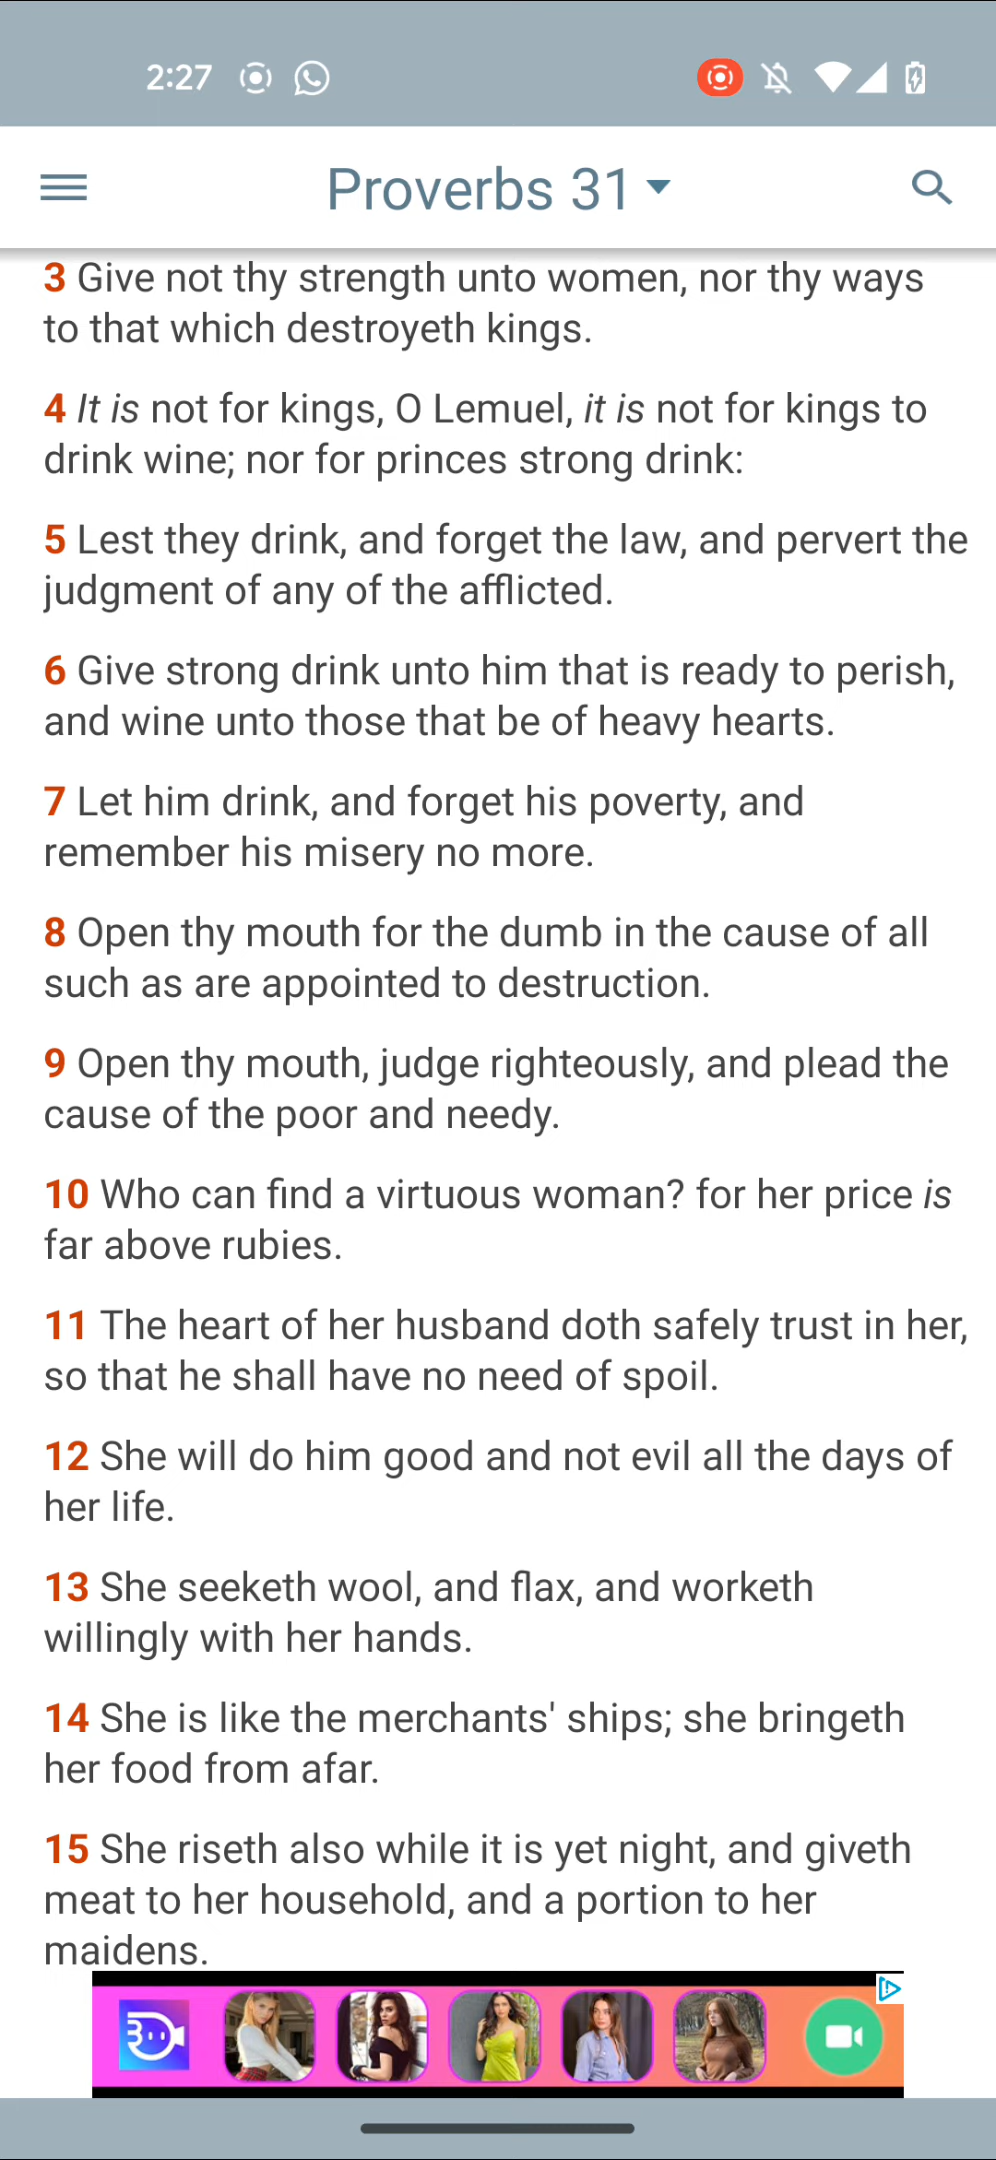 2:27
Proverbs 31
3 Give not thy strength unto women, nor thy ways
to that which destroyeth kings.
4 It is not for kings, O Lemuel, it is not for kings to
drink wine; nor for princes strong drink:
5 Lest they drink, and forget the law, and pervert the
judgment of any of the afflicted.
6 Give strong drink unto him that is ready to perish,
and wine unto those that be of heavy hearts.
7 Let him drink, and forget his poverty, and
remember his misery no more.
8 Open thy mouth for the dumb in the cause of all
such as are appointed to destruction.
9 Open thy mouth, judge righteously, and plead the
cause of the poor and needy.
10 Who can find a virtuous woman? for her price is
far above rubies.
11 The heart of her husband doth safely trust in her,
so that he shall have no need of spoil.
12 She will do him good and not evil all the days of
her life.
13 She seeketh wool, and flax, and worketh
willingly with her hands.
14 She is like the merchants' ships; she bringeth
her food from afar.
15 She riseth also while it is yet night, and giveth
meat to her household, and a portion to her
maidens.